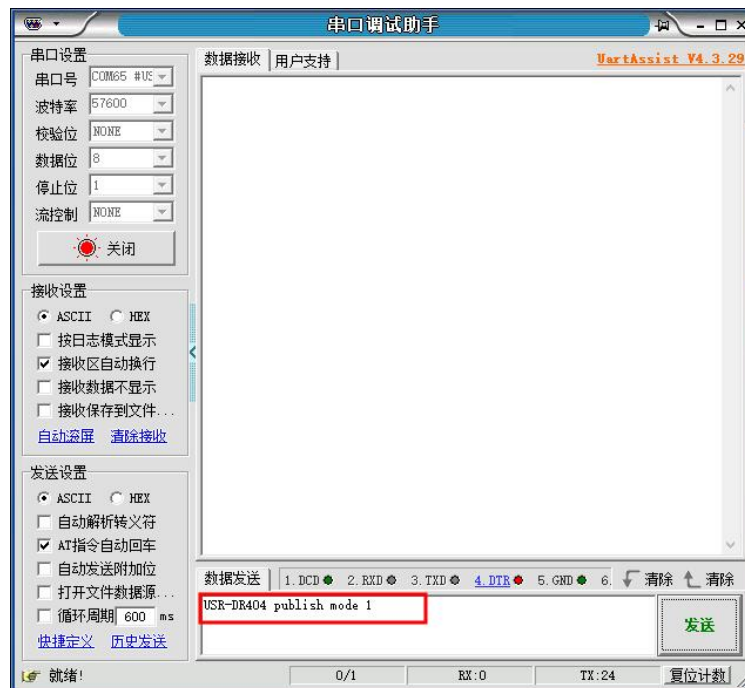 串口调试助手
串口设置
串口号 COM65 #US
波特率 57600
校验位 NONE
数据位 8
停止位 1
流控制 NONE
关闭
接收设置
ASCII HEX
按日志模式显示
接收区自动换行
接收数据不显示
接收保存到文件...
自动滚屏 清除接收
发送设置
ASCII HEX
自动解析转义符
AT指令自动回车
自动发送附加位
打开文件数据源...
循环周期 600 ms
快捷定义 历史发送
数据接收 用户支持 UartAssist V4.3.29
数据发送 1.DCD 2.RXD 3.TXD 4.DTR 5.GND 6. 清除 清除
USR-DR404 publish mode 1
发送
就绪! 0/1 RX:0 TX:24 复位计数